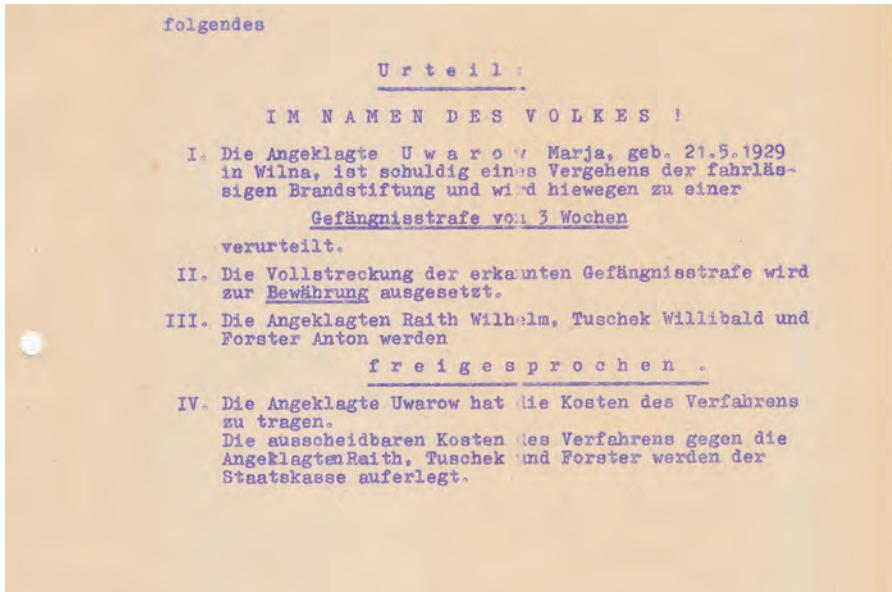 folgendes
U r t e i l :
I M N A M E N D E S V O L K E S !
I. Die Angeklagte U w a r o w Marja, geb. 21.5.1929
in Wilna, ist schuldig eines Vergehens der fahrläs-
sigen Brandstiftung und wird hiewegen zu einer
Gefängnisstrafe von 3 Wochen
verurteilt.
II. Die Vollstreckung der erkannten Gefängnisstrafe wird
zur Bewährung ausgesetzt.
III. Die Angeklagten Raith Wilhelm, Tuschek Willibald und
Forster Anton werden
f r e i g e s p r o c h e n .
IV. Die Angeklagte Uwarow hat die Kosten des Verfahrens
zu tragen.
Die ausscheidbaren Kosten des Verfahrens gegen die
Angeklagten Raith, Tuschek und Forster werden der
Staatskasse auferlegt.